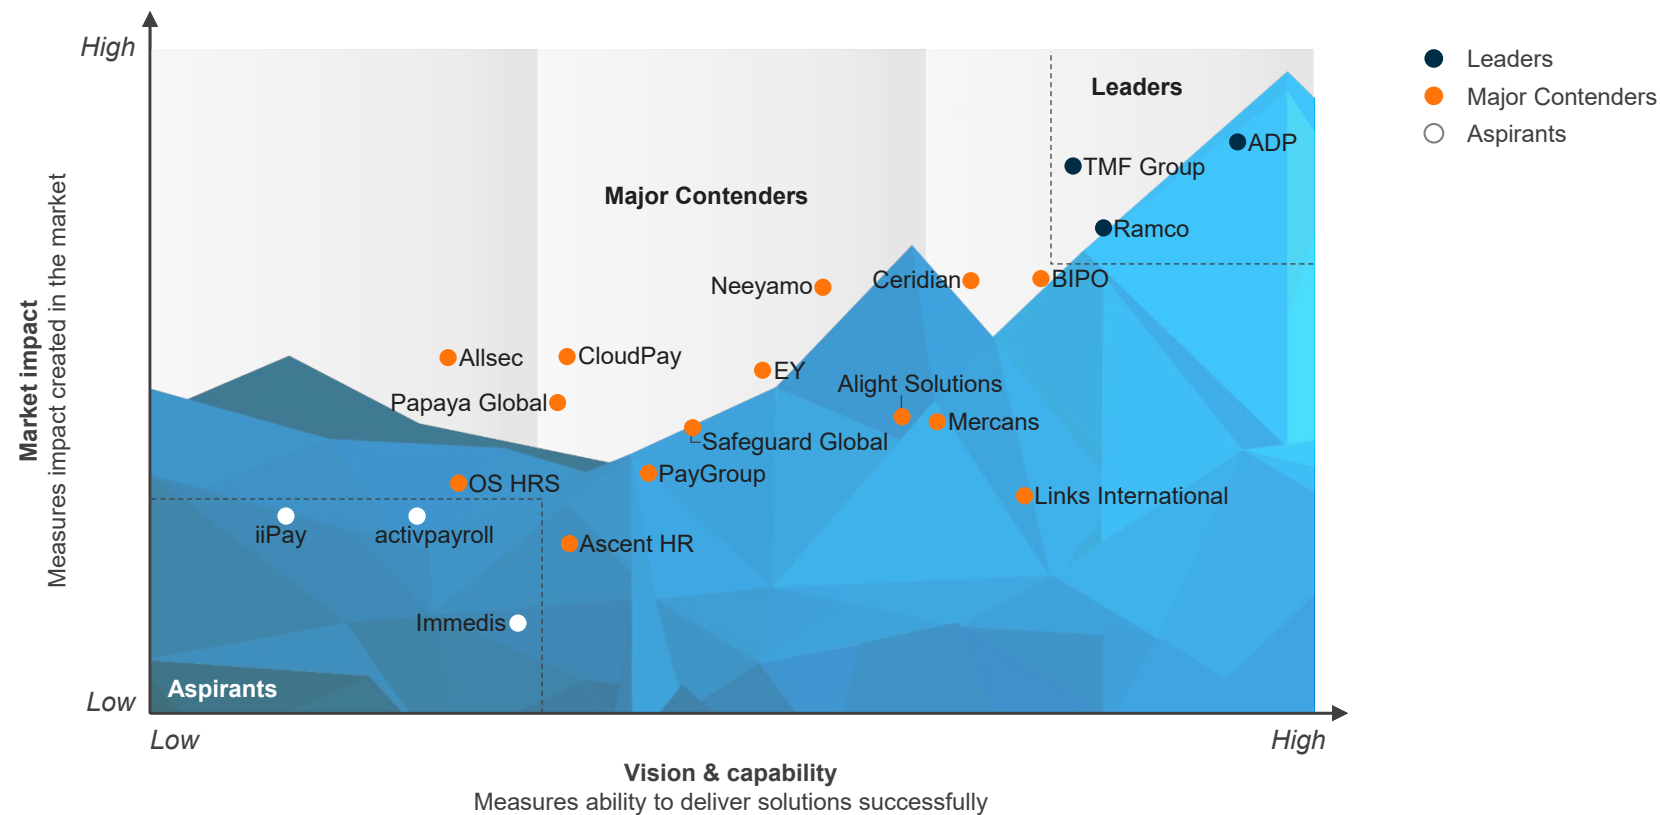 High
Leaders
Major Contenders
Aspirants
Leaders
ADP
TMF Group
Major Contenders
Ramco
Neeyamo
Ceridian
BIPO
Allsec
CloudPay
EY
Alight Solutions
Papaya Global
Mercans
Safeguard Global
PayGroup
OS HRS
Links International
iiPay
activpayroll
Ascent HR
Immedis
Aspirants
Market impact
Measures impact created in the market
Low
Low
High
Vision & capability
Measures ability to deliver solutions successfully